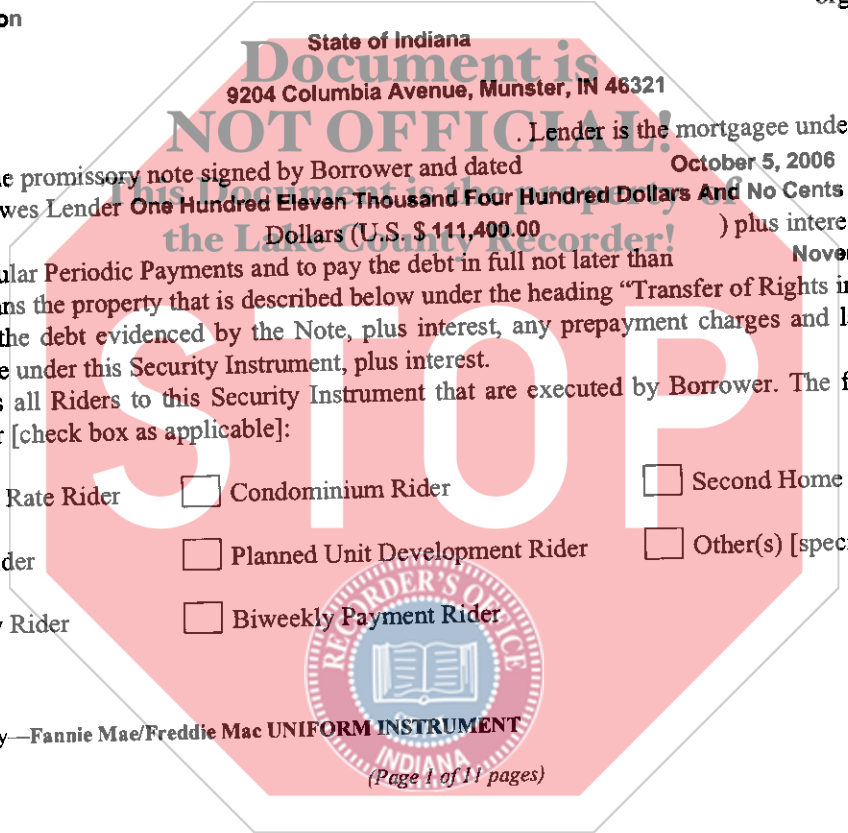 on
State of Indiana
Document is
9204 Columbia Avenue, Munster, IN 46321
NOT OFFICIAL!
. Lender is the mortgagee unde
e promissory note signed by Borrower and dated October 5, 2006
This Document is the property of
wes Lender One Hundred Eleven Thousand Four Hundred Dollars And No Cents
the Lake County Recorder!
Dollars (U.S. $ 111,400.00 ) plus intere
ular Periodic Payments and to pay the debt in full not later than Nover
ns the property that is described below under the heading “Transfer of Rights in
the debt evidenced by the Note, plus interest, any prepayment charges and l
e under this Security Instrument, plus interest.
s all Riders to this Security Instrument that are executed by Borrower. The f
r [check box as applicable]:
STOP
Rate Rider Condominium Rider Second Home
der Planned Unit Development Rider Other(s) [spec
y Rider Biweekly Payment Rider
RECORDER'S OFFICE
y—Fannie Mae/Freddie Mac UNIFORM INSTRUMENT
INDIANA
(Page 1 of 11 pages)